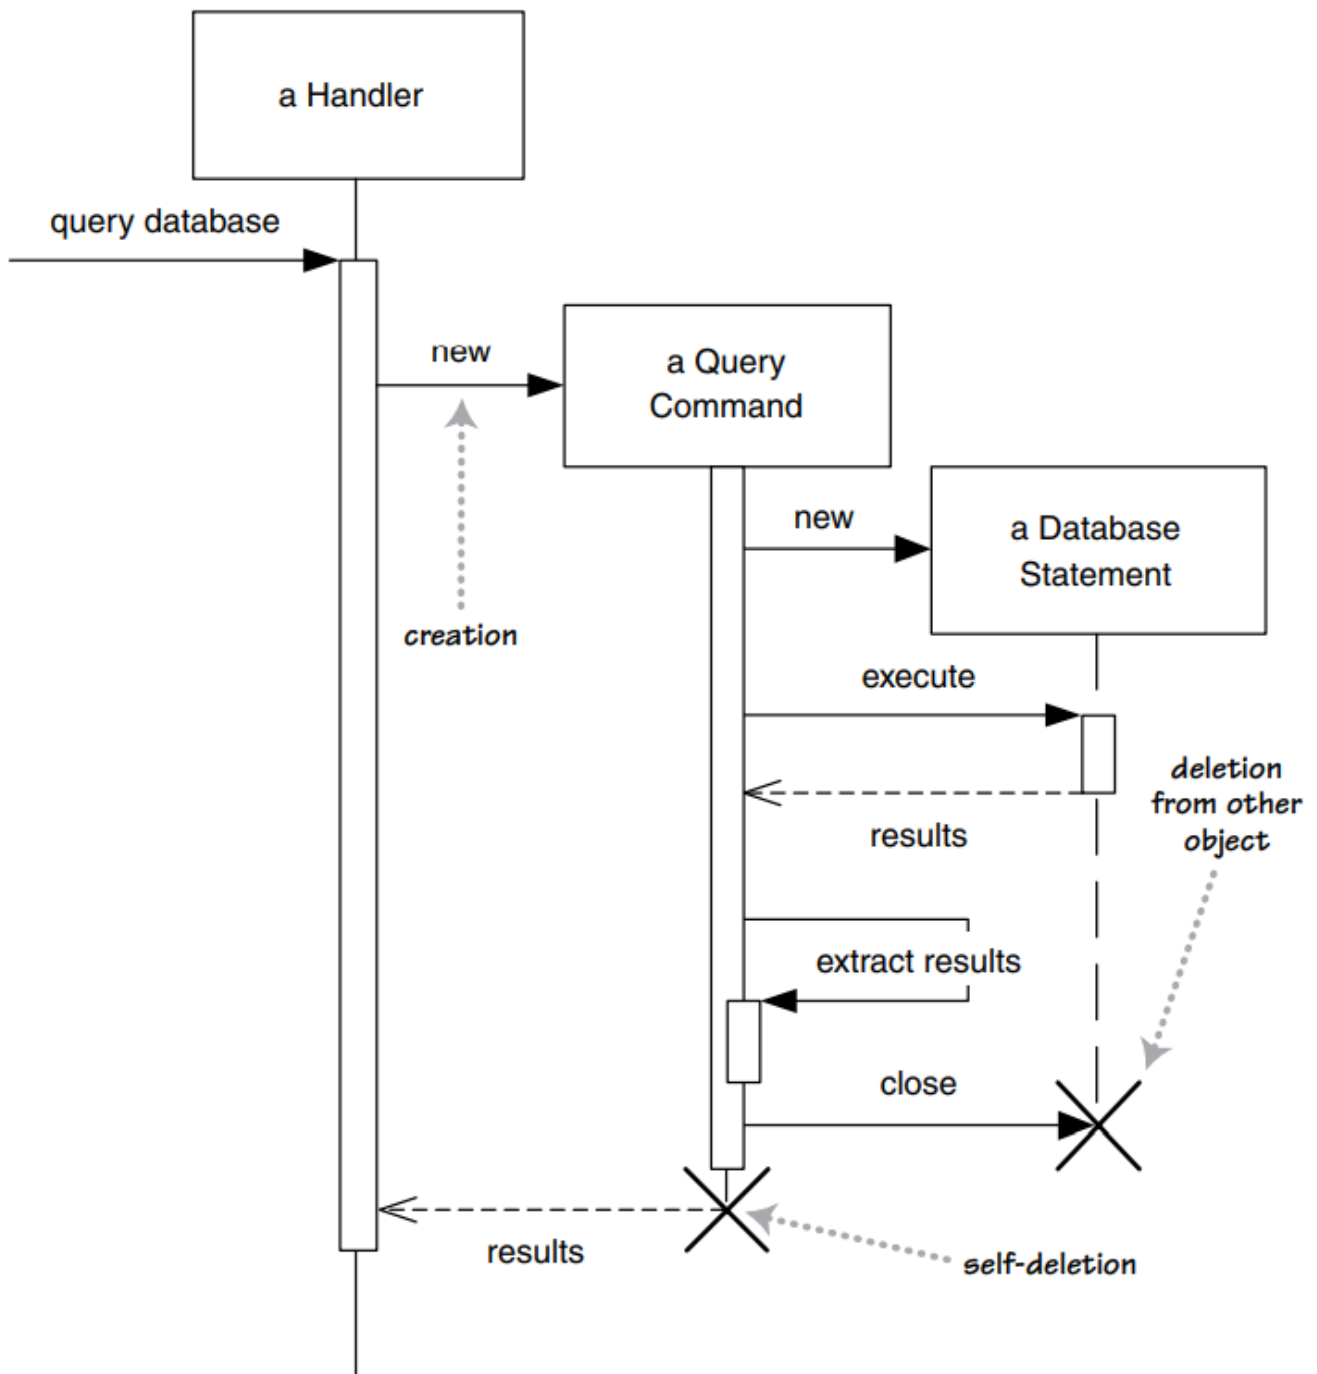 a Handler
query database
new
a Query
Command
new
a Database
Statement
creation
execute
deletion
from other
object
results
extract results
close
results
self-deletion